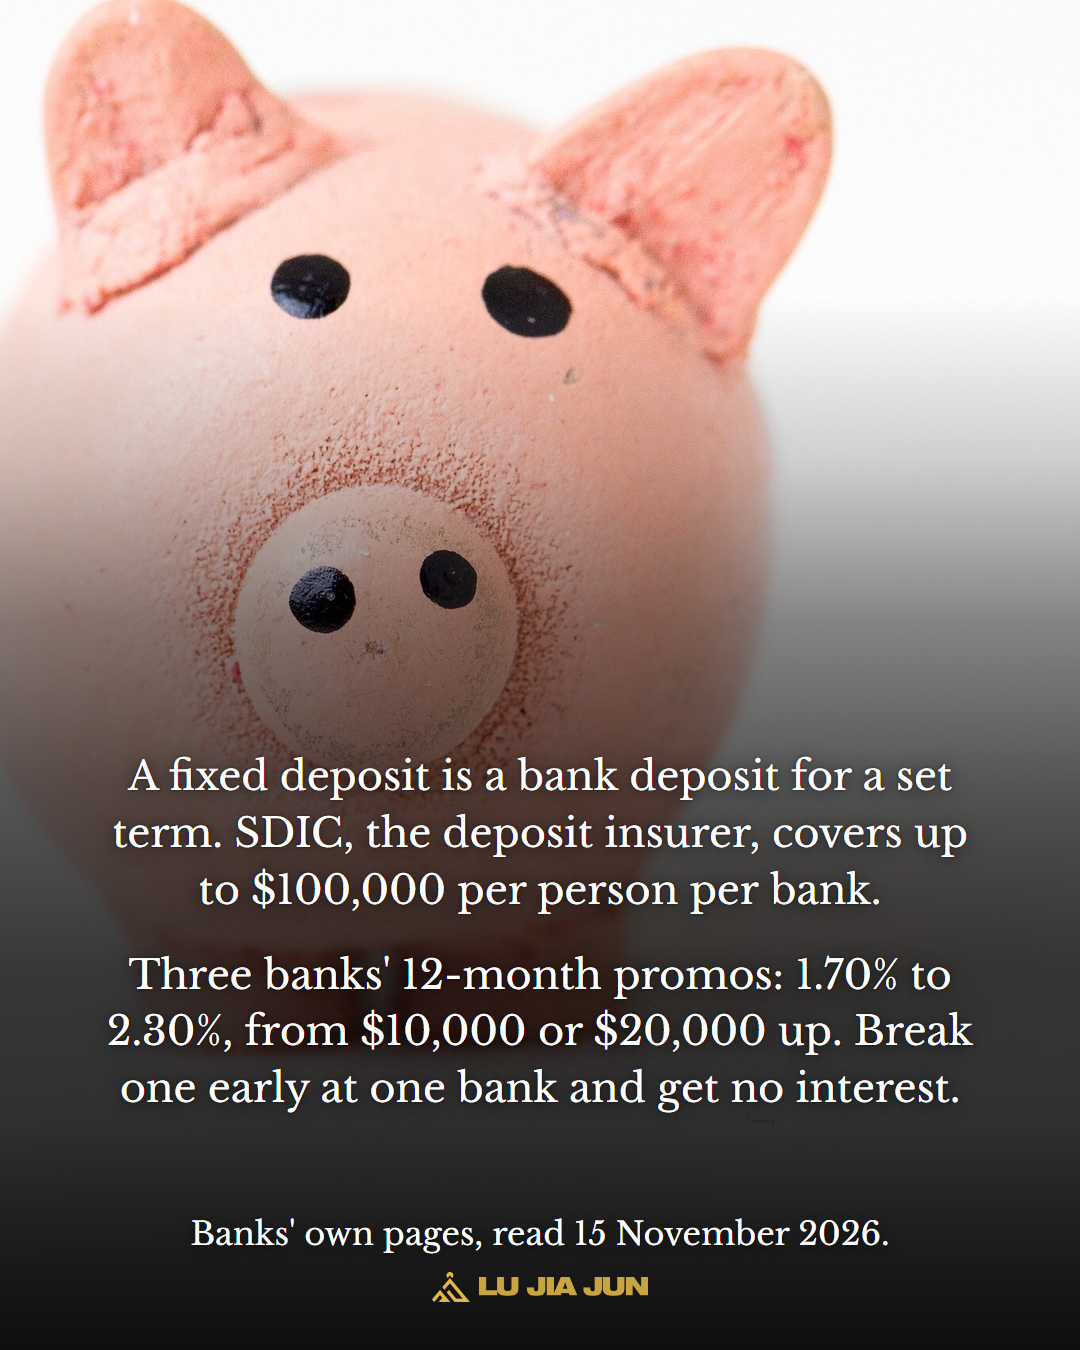 A fixed deposit is a bank deposit for a set
term. SDIC, the deposit insurer, covers up
to $100,000 per person per bank.
Three banks' 12-month promos: 1.70% to
2.30%, from $10,000 or $20,000 up. Break
one early at one bank and get no interest.
Banks' own pages, read 15 November 2026.
LU JIA JUN